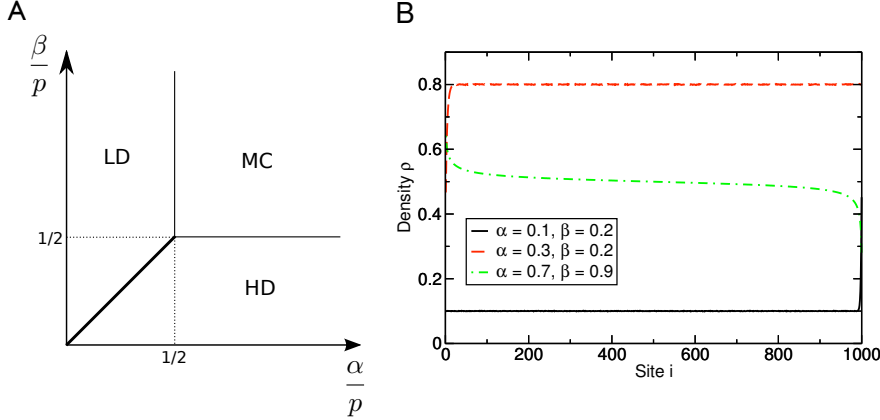 A
β/p
LD
MC
1/2
HD
1/2
α/p
B
Density ρ
0.8
0.6
0.4
0.2
0
α = 0.1, β = 0.2
α = 0.3, β = 0.2
α = 0.7, β = 0.9
0
200
400
600
800
1000
Site i